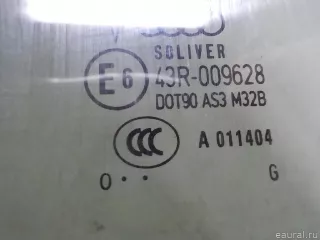 SOLIVER
E6 43R-009628
DOT90 AS3 M32B
CCC A 011404
O · · G
eaural.ru